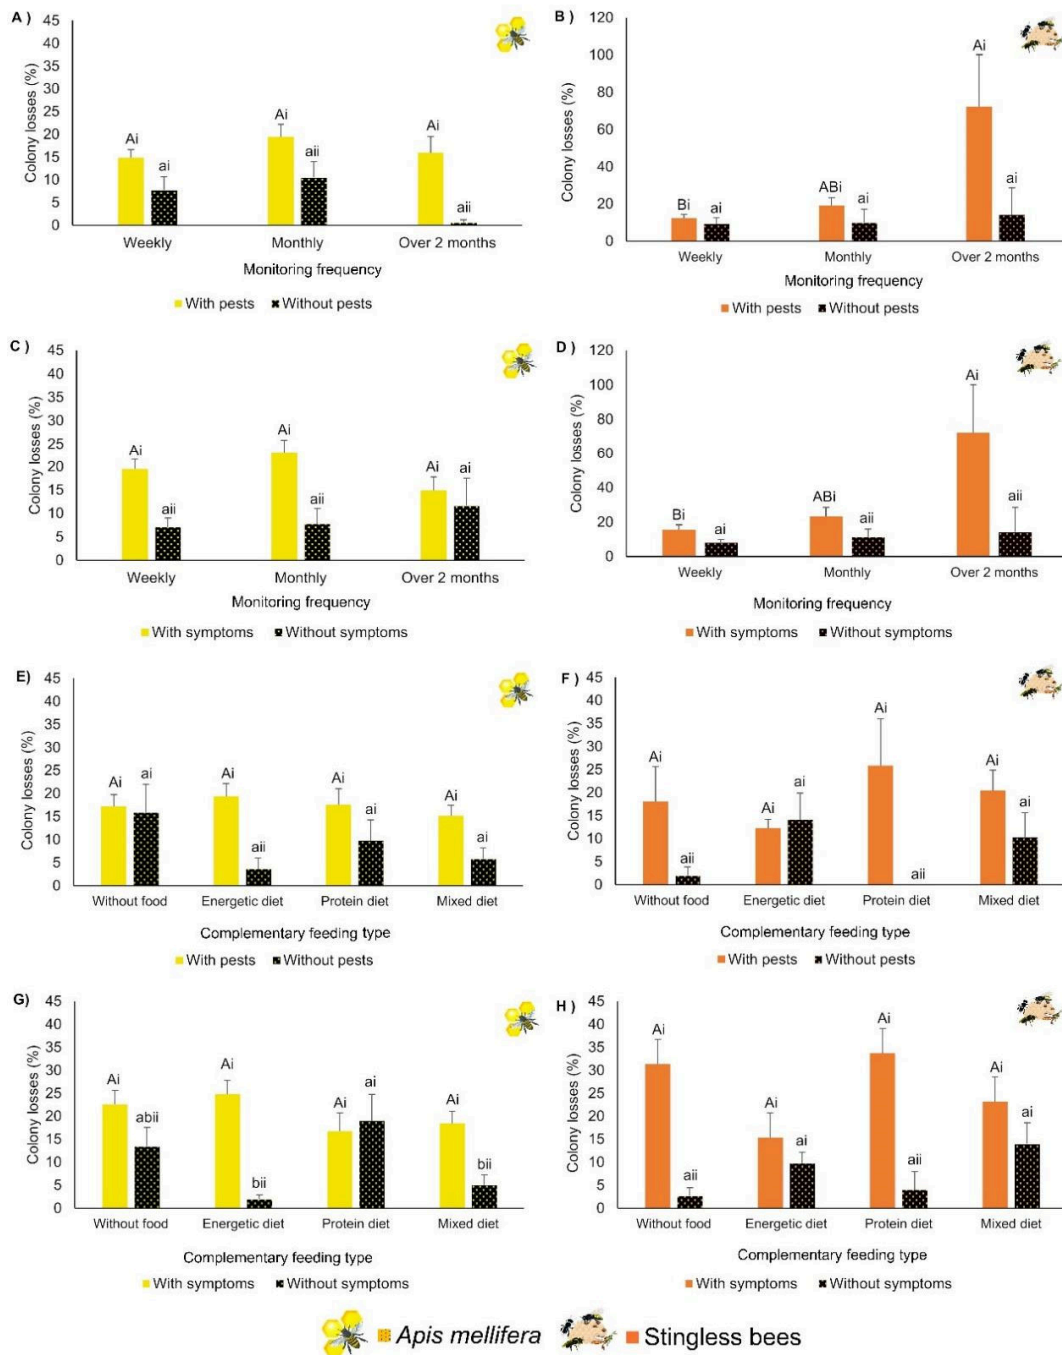 A )
Colony losses (%)
45
40
35
30
25
20
15
10
5
0
Ai
ai
Ai
aii
Ai
aii
Weekly
Monthly
Over 2 months
Monitoring frequency
With pests
Without pests
B )
Colony losses (%)
120
100
80
60
40
20
0
Bi
ai
ABi
ai
Ai
ai
Weekly
Monthly
Over 2 months
Monitoring frequency
With pests
Without pests
C )
Colony losses (%)
45
40
35
30
25
20
15
10
5
0
Ai
aii
Ai
aii
Ai
ai
Weekly
Monthly
Over 2 months
Monitoring frequency
With symptoms
Without symptoms
D )
Colony losses (%)
120
100
80
60
40
20
0
Bi
ai
ABi
aii
Ai
aii
Weekly
Monthly
Over 2 months
Monitoring frequency
With symptoms
Without symptoms
E)
Colony losses (%)
45
40
35
30
25
20
15
10
5
0
Ai
ai
Ai
aii
Ai
ai
Ai
ai
Without food
Energetic diet
Protein diet
Mixed diet
Complementary feeding type
With pests
Without pests
F )
Colony losses (%)
45
40
35
30
25
20
15
10
5
0
Ai
aii
Ai
ai
Ai
aii
Ai
ai
Without food
Energetic diet
Protein diet
Mixed diet
Complementary feeding type
With pests
Without pests
G)
Colony losses (%)
45
40
35
30
25
20
15
10
5
0
Ai
abii
Ai
bii
Ai
ai
Ai
bii
Without food
Energetic diet
Protein diet
Mixed diet
Complementary feeding type
With symptoms
Without symptoms
H )
Colony losses (%)
45
40
35
30
25
20
15
10
5
0
Ai
aii
Ai
ai
Ai
aii
Ai
ai
Without food
Energetic diet
Protein diet
Mixed diet
Complementary feeding type
With symptoms
Without symptoms
Apis mellifera
Stingless bees